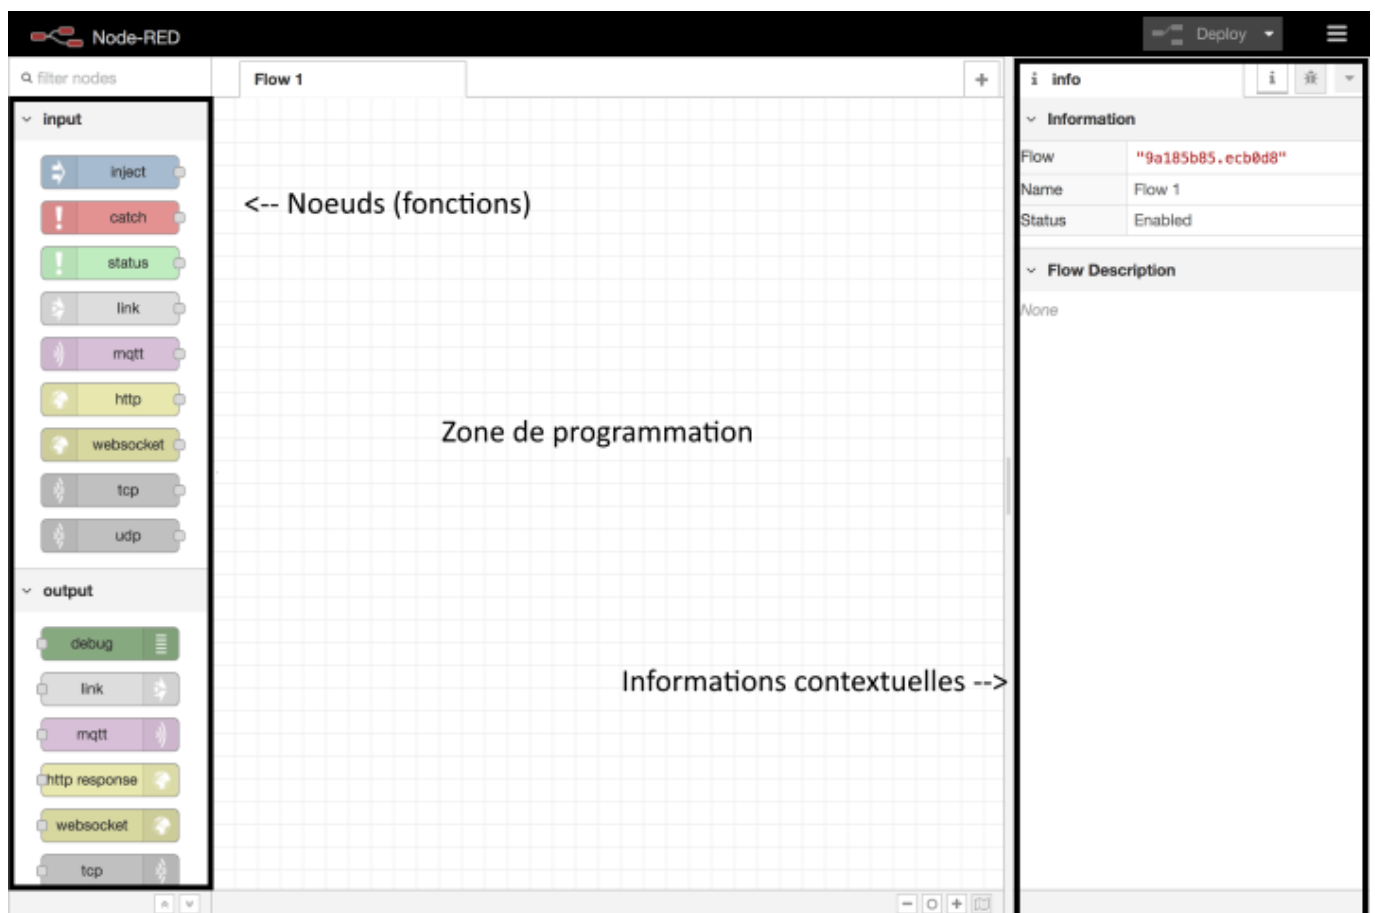 Node-RED
Deploy
filter nodes
Flow 1
info
input
Information
inject
Flow "9a185b85.ecb0d8"
Name Flow 1
Status Enabled
<-- Noeuds (fonctions)
catch
status
Flow Description
link
None
mqtt
http
Zone de programmation
websocket
tcp
udp
output
debug
link
Informations contextuelles -->
mqtt
http response
websocket
tcp